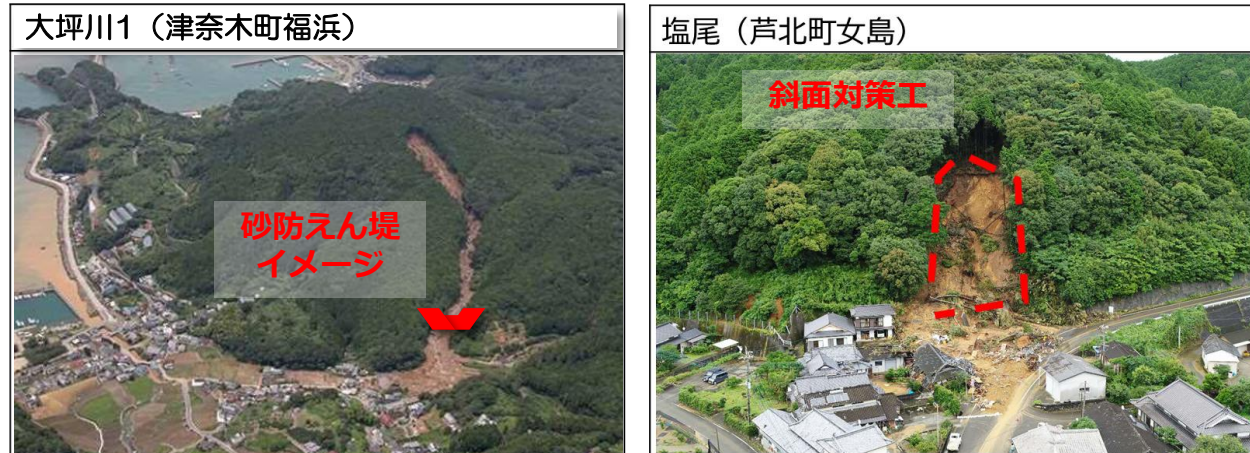 大坪川1（津奈木町福浜）
砂防えん堤
イメージ
塩尾（芦北町女島）
斜面対策工